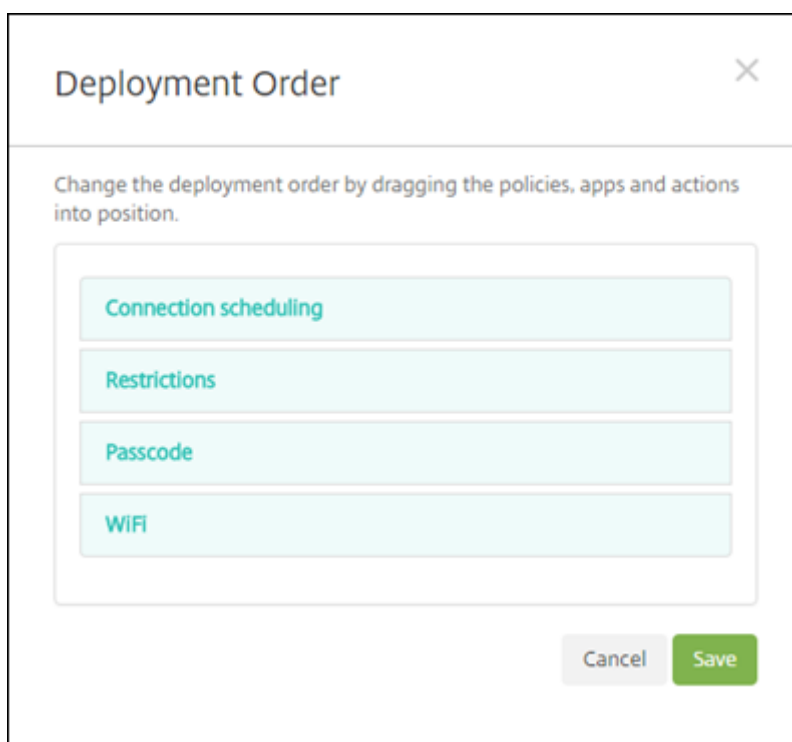 Deployment Order
Change the deployment order by dragging the policies, apps and actions
into position.
Connection scheduling
Restrictions
Passcode
WiFi
Cancel
Save